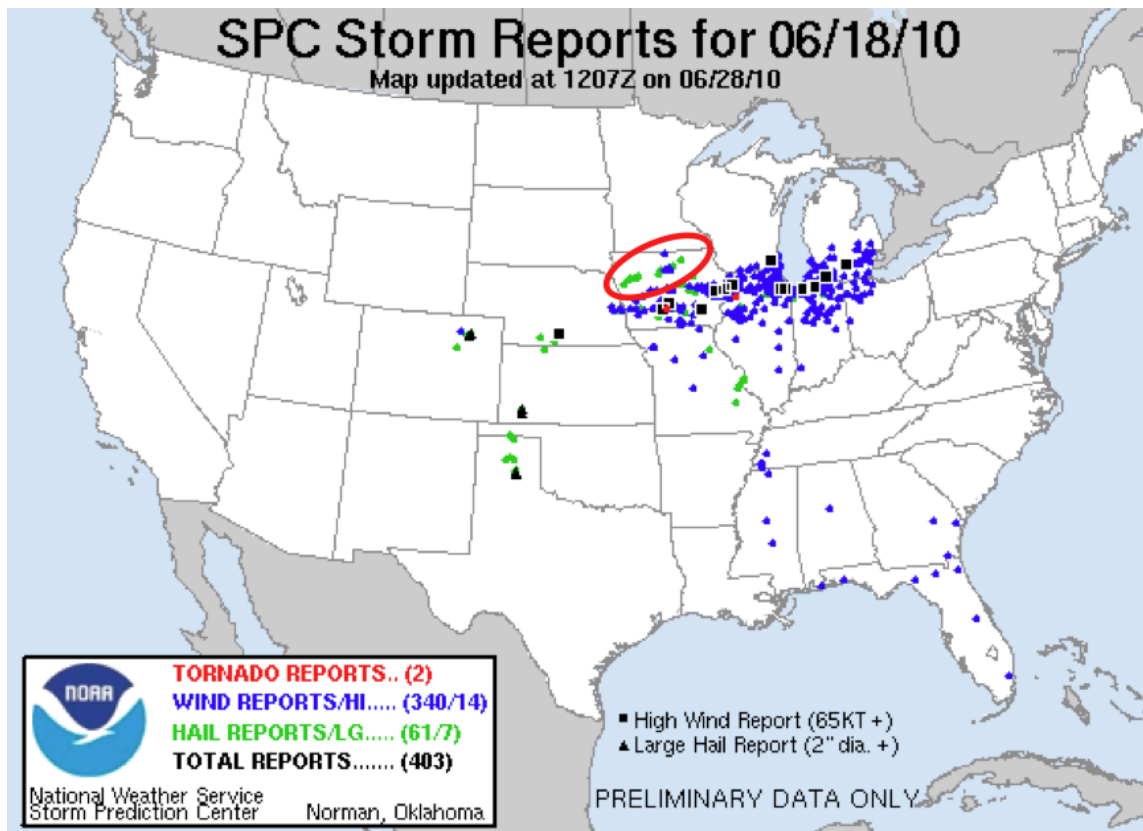 SPC Storm Reports for 06/18/10
Map updated at 1207Z on 06/28/10
NOAA
TORNADO REPORTS.. (2)
WIND REPORTS/HI..... (340/14)
HAIL REPORTS/LG..... (61/7)
TOTAL REPORTS....... (403)
National Weather Service
Storm Prediction Center Norman, Oklahoma
High Wind Report (65KT +)
Large Hail Report (2" dia. +)
PRELIMINARY DATA ONLY